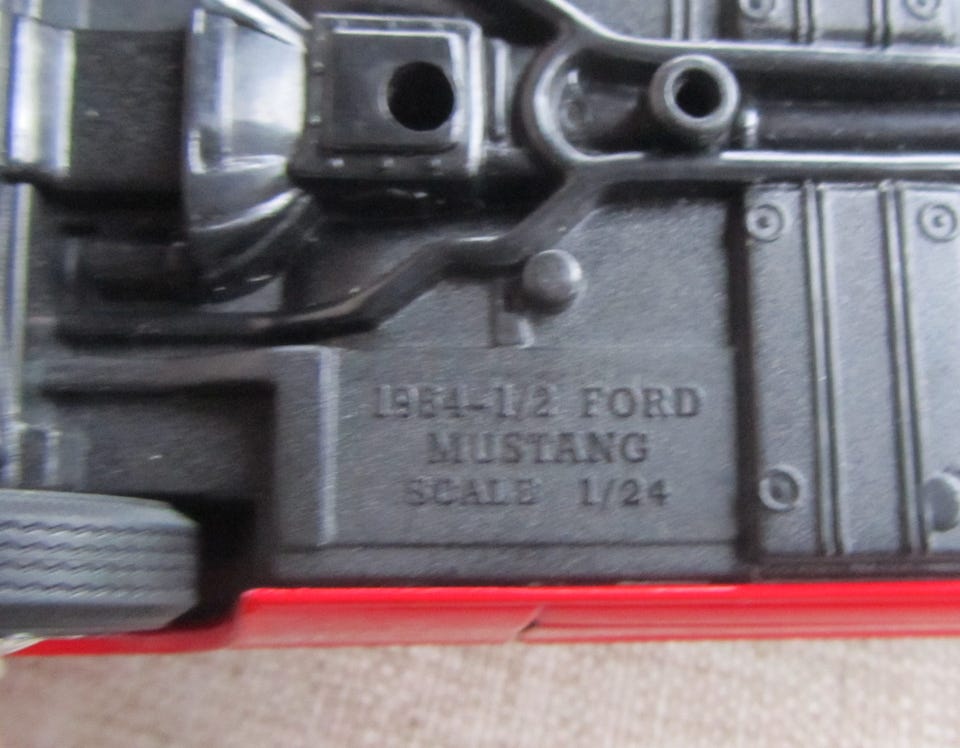 1964-1/2 FORD
MUSTANG
SCALE 1/24